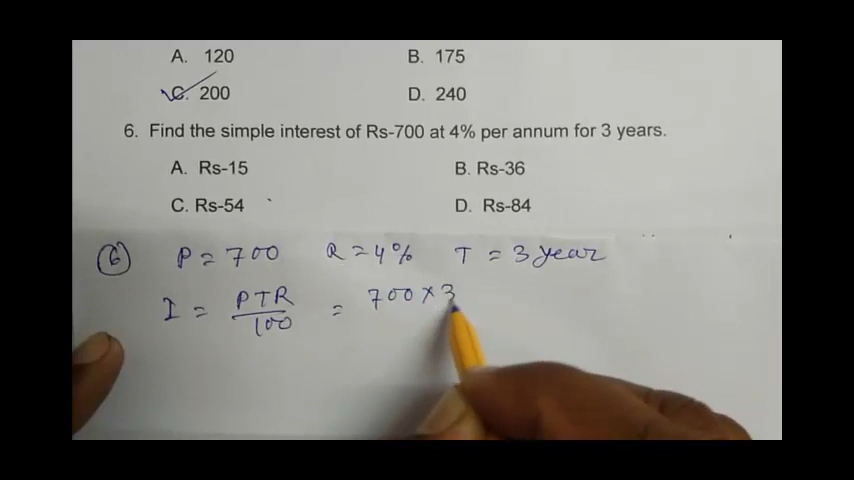 A. 120 B. 175
C. 200 D. 240
6. Find the simple interest of Rs-700 at 4% per annum for 3 years.
A. Rs-15 B. Rs-36
C. Rs-54 D. Rs-84
6 P = 700 R = 4% T = 3 year
I = PTR/100 = 700 × 3